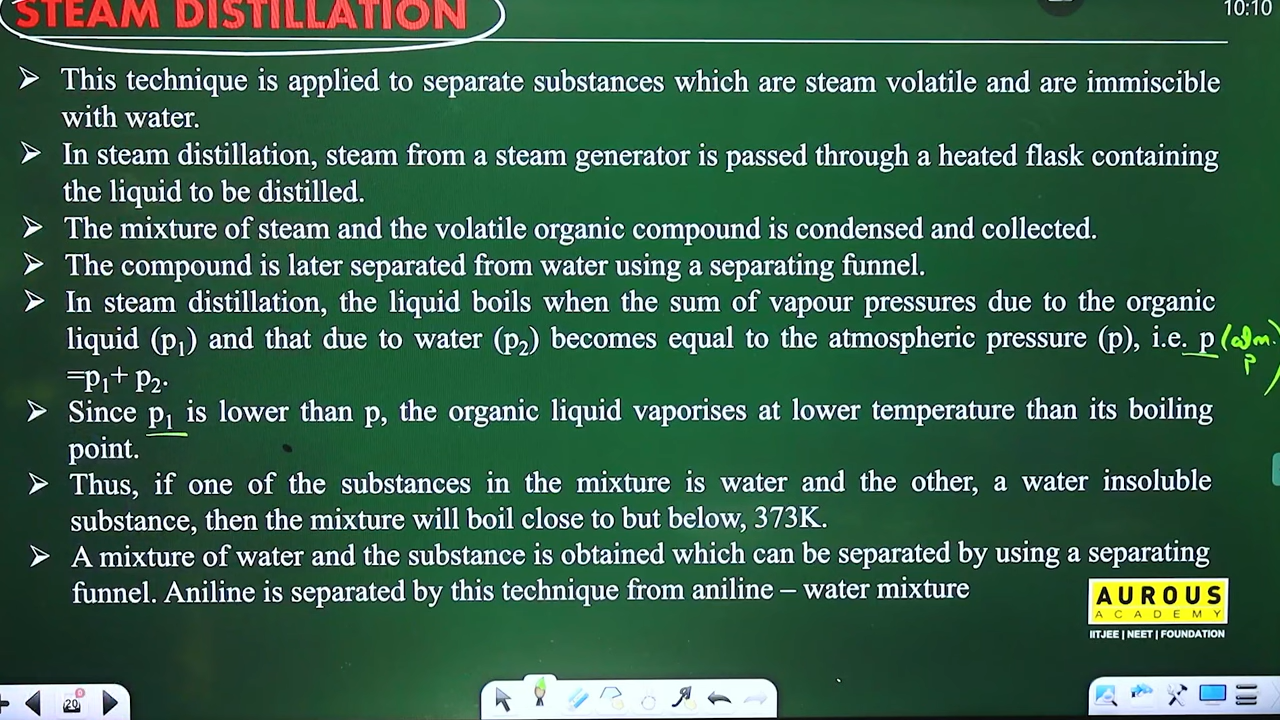 STEAM DISTILLATION
10:10
➢ This technique is applied to separate substances which are steam volatile and are immiscible
with water.
➢ In steam distillation, steam from a steam generator is passed through a heated flask containing
the liquid to be distilled.
➢ The mixture of steam and the volatile organic compound is condensed and collected.
➢ The compound is later separated from water using a separating funnel.
➢ In steam distillation, the liquid boils when the sum of vapour pressures due to the organic
liquid (p₁) and that due to water (p₂) becomes equal to the atmospheric pressure (p), i.e. p (atm.
p)
=p₁+ p₂.
➢ Since p₁ is lower than p, the organic liquid vaporises at lower temperature than its boiling
point.
➢ Thus, if one of the substances in the mixture is water and the other, a water insoluble
substance, then the mixture will boil close to but below, 373K.
➢ A mixture of water and the substance is obtained which can be separated by using a separating
funnel. Aniline is separated by this technique from aniline – water mixture
AUROUS
ACADEMY
IITJEE | NEET | FOUNDATION
20
0